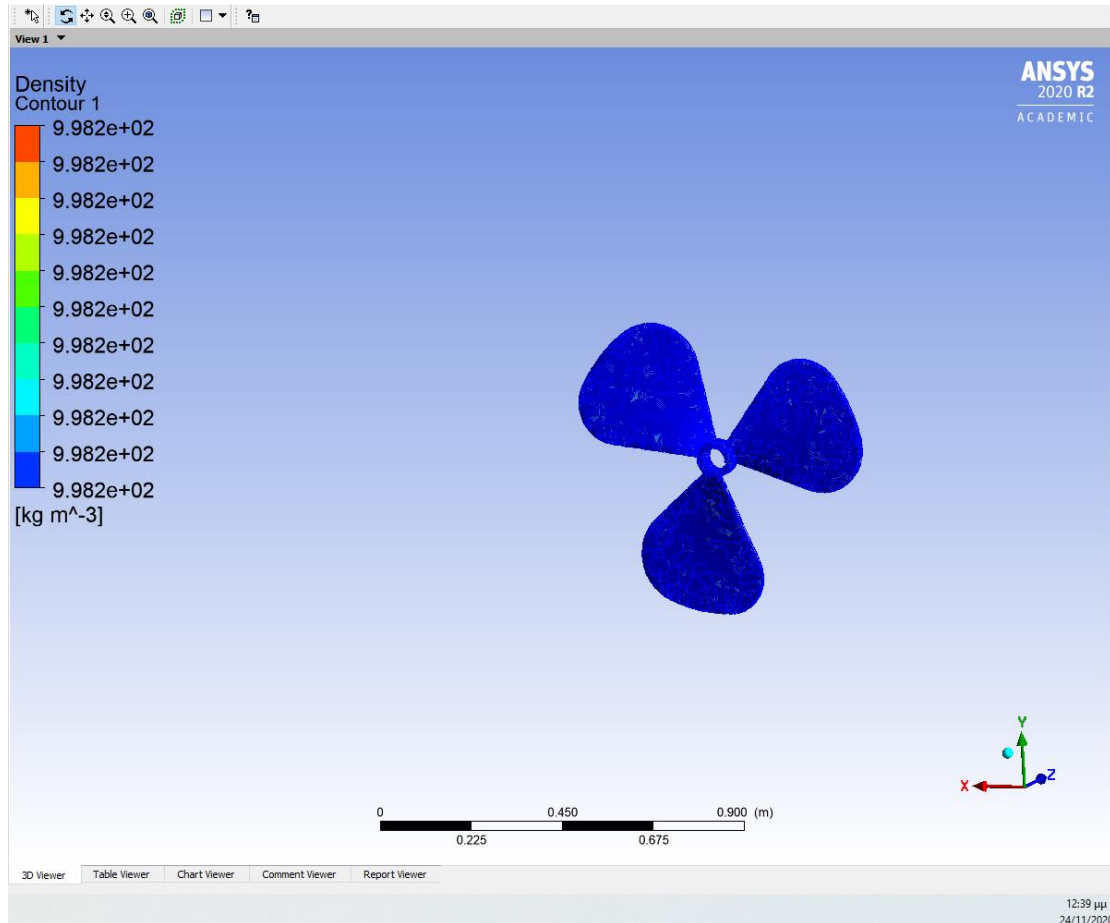 View 1
ANSYS
2020 R2
ACADEMIC
Density
Contour 1
9.982e+02
9.982e+02
9.982e+02
9.982e+02
9.982e+02
9.982e+02
9.982e+02
9.982e+02
9.982e+02
9.982e+02
9.982e+02
[kg m^-3]
Y
X Z
0 0.450 0.900 (m)
0.225 0.675
3D Viewer Table Viewer Chart Viewer Comment Viewer Report Viewer
12:39 μμ
24/11/2020